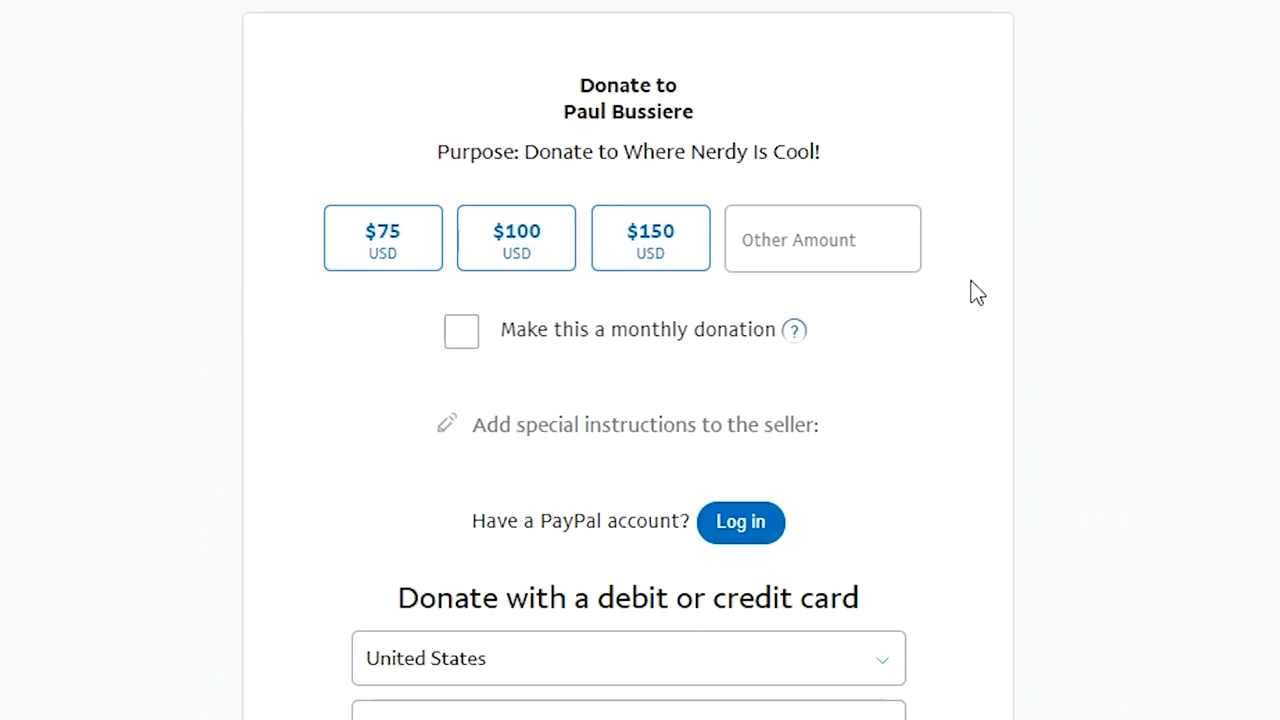 Donate to
Paul Bussiere
Purpose: Donate to Where Nerdy Is Cool!
$75
USD
$100
USD
$150
USD
Other Amount
Make this a monthly donation ?
Add special instructions to the seller:
Have a PayPal account? Log in
Donate with a debit or credit card
United States